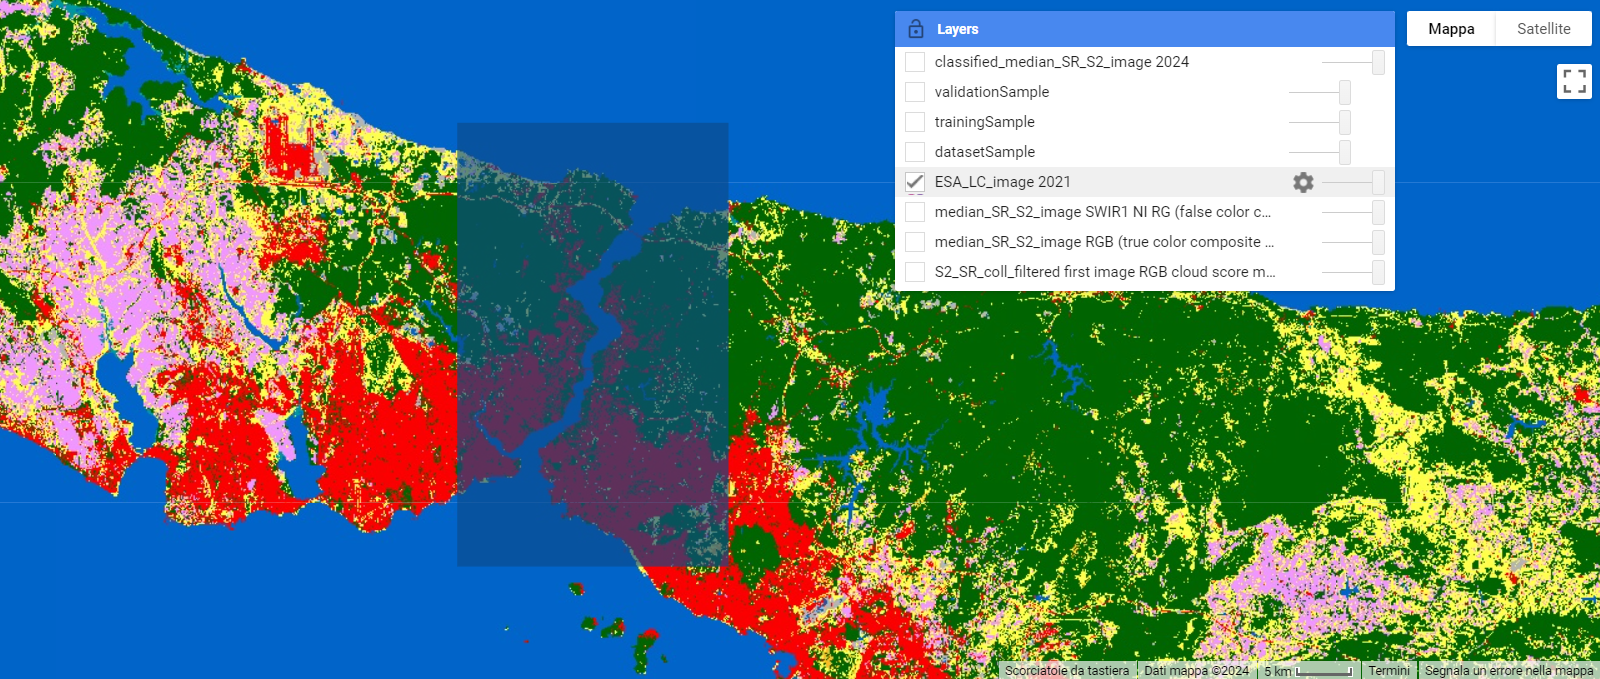 Layers
Mappa
Satellite
classified_median_SR_S2_image 2024
validationSample
trainingSample
datasetSample
ESA_LC_image 2021
median_SR_S2_image SWIR1 NI RG (false color c...
median_SR_S2_image RGB (true color composite ...
S2_SR_coll_filtered first image RGB cloud score m...
Scorciatoie da tastiera
Dati mappa ©2024
5 km
Termini
Segnala un errore nella mappa